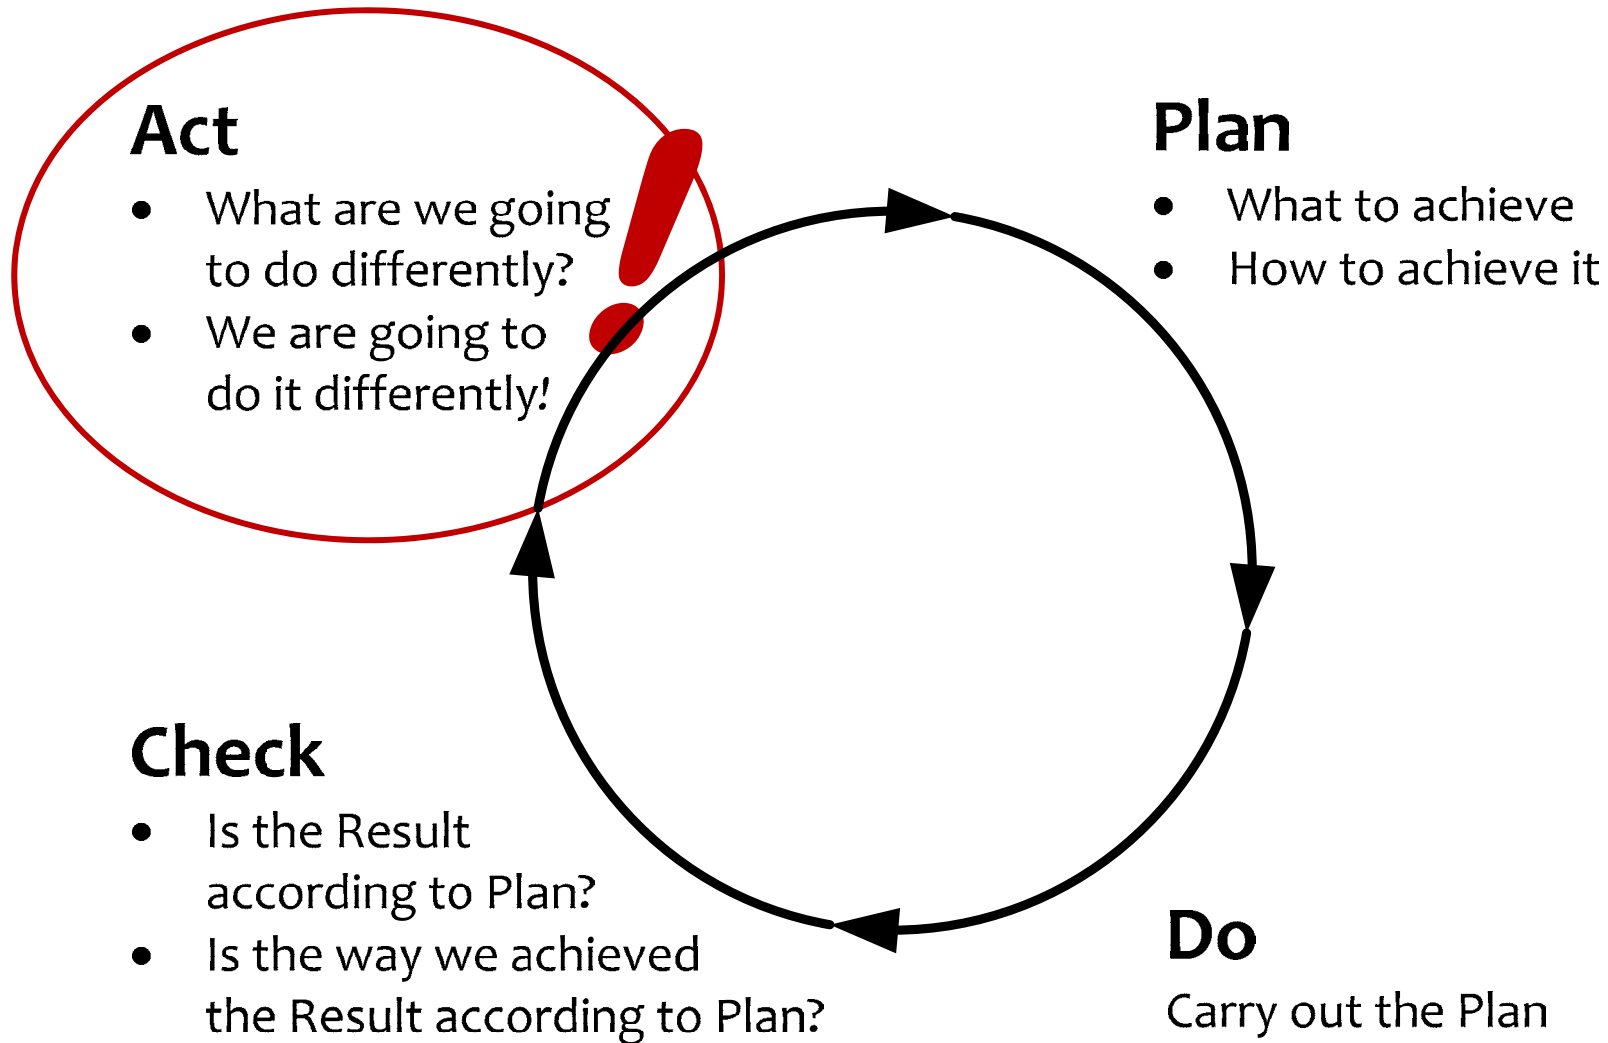 Act
• What are we going
to do differently?
• We are going to
do it differently!
Plan
• What to achieve
• How to achieve it
Check
• Is the Result
according to Plan?
• Is the way we achieved
the Result according to Plan?
Do
Carry out the Plan